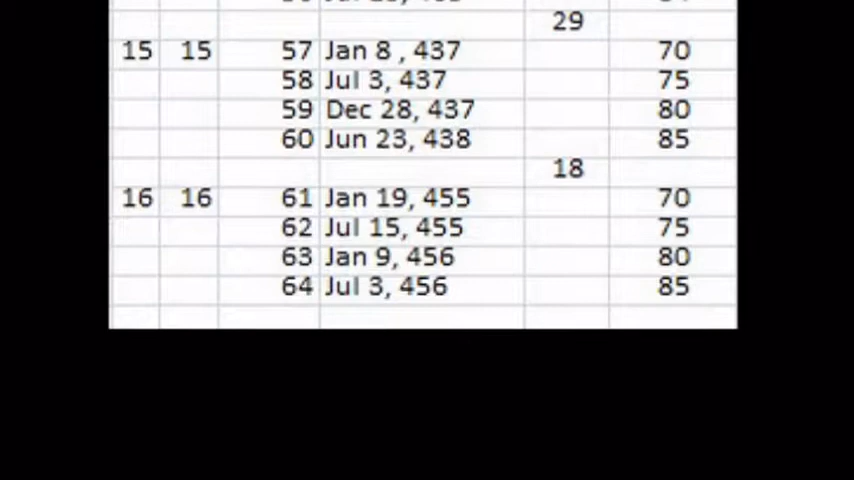 29
15 15 57 Jan 8 , 437 70
58 Jul 3, 437 75
59 Dec 28, 437 80
60 Jun 23, 438 85
18
16 16 61 Jan 19, 455 70
62 Jul 15, 455 75
63 Jan 9, 456 80
64 Jul 3, 456 85